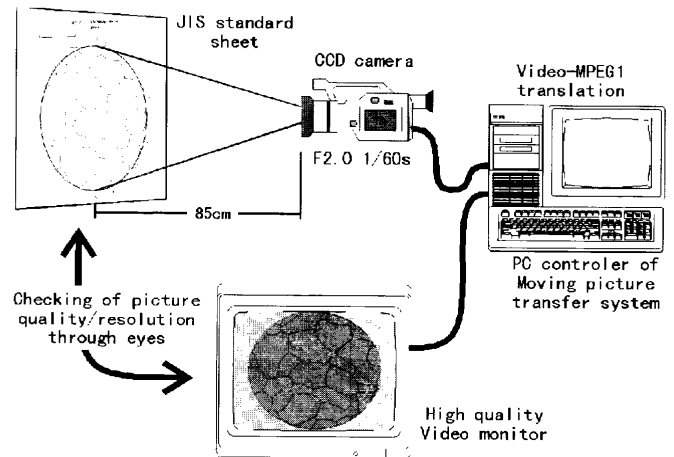 JIS standard
sheet
CCD camera
Video-MPEG1
translation
F2.0 1/60s
85cm
PC controler of
Moving picture
transfer system
Checking of picture
quality/resolution
through eyes
High quality
Video monitor